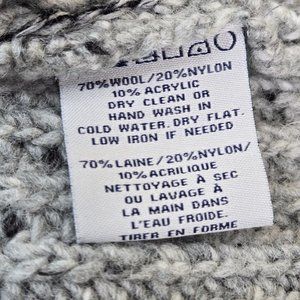 70% WOOL/20% NYLON
10% ACRYLIC
DRY CLEAN OR
HAND WASH IN
COLD WATER. DRY FLAT.
LOW IRON IF NEEDED
70% LAINE/20% NYLON/
10% ACRILIQUE
NETTOYAGE À SEC
OU LAVAGE À
LA MAIN DANS
L'EAU FROIDE.
TIRER EN FORME